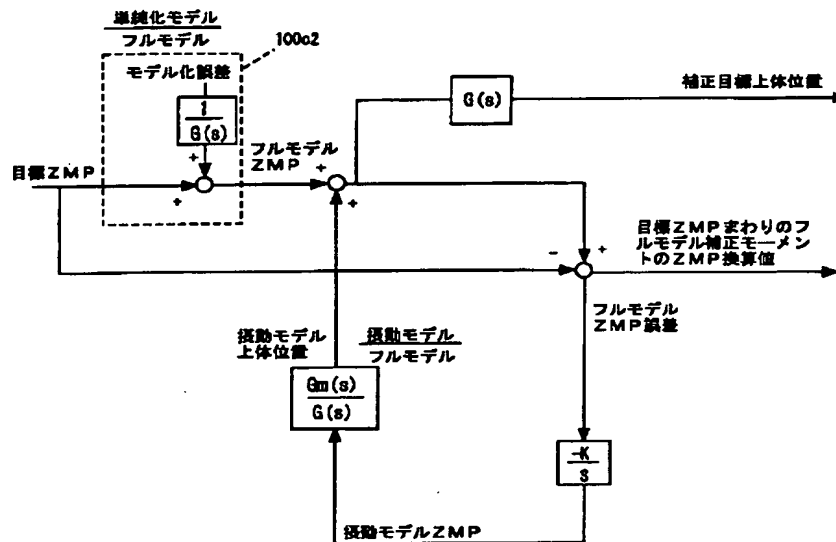 単純化モデル
フルモデル
100c2
モデル化誤差
1
G(s)
+
目標ZMP
+
フルモデル
ZMP
+
+
G(s)
補正目標上体位置
-
+
目標ZMPまわりのフ
ルモデル補正モーメン
トのZMP換算値
フルモデル
ZMP誤差
摂動モデル
上体位置
摂動モデル
フルモデル
Gm(s)
G(s)
-K
S
摂動モデルZMP